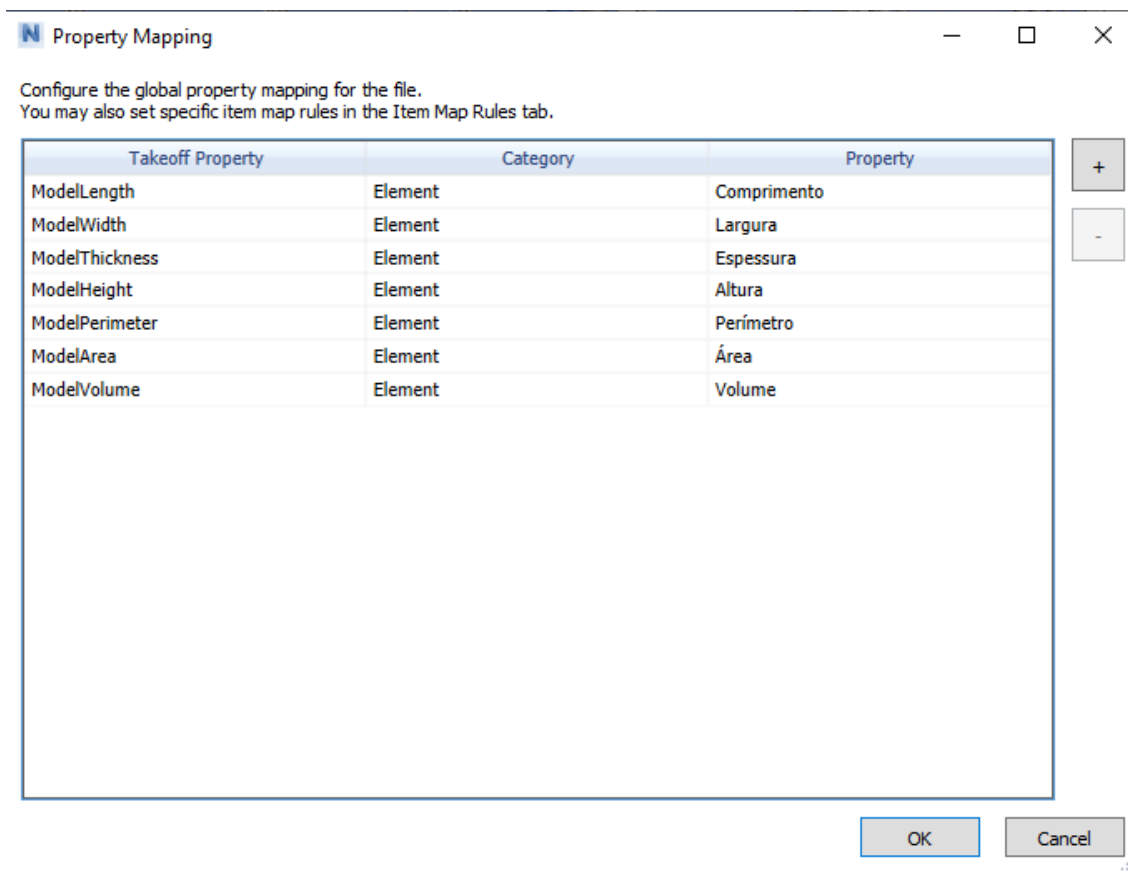 Property Mapping
Configure the global property mapping for the file.
You may also set specific item map rules in the Item Map Rules tab.
Takeoff Property Category Property
+
ModelLength Element Comprimento
ModelWidth Element Largura
-
ModelThickness Element Espessura
ModelHeight Element Altura
ModelPerimeter Element Perímetro
ModelArea Element Área
ModelVolume Element Volume
OK Cancel